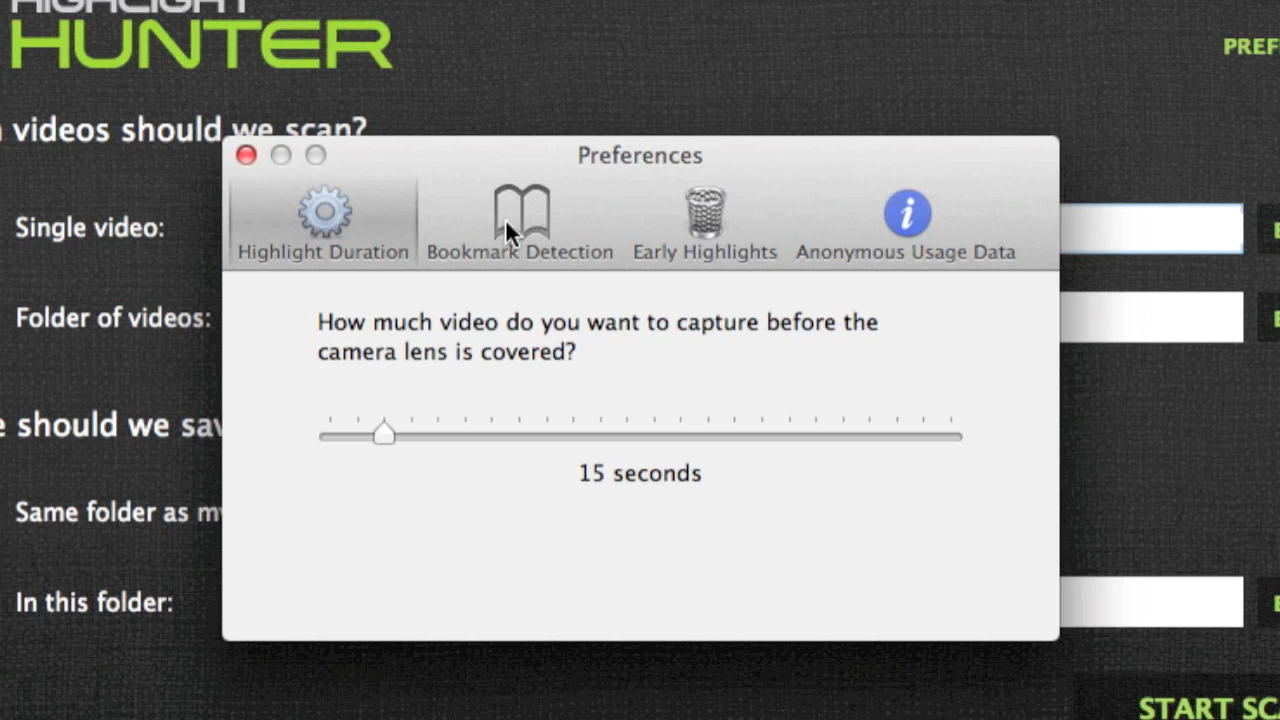 HIGHLIGHT
HUNTER
PREF
videos should we scan?
Preferences
Single video:
Highlight Duration
Bookmark Detection
Early Highlights
Anonymous Usage Data
Folder of videos:
How much video do you want to capture before the
camera lens is covered?
should we sav
15 seconds
Same folder as my
In this folder:
START SC